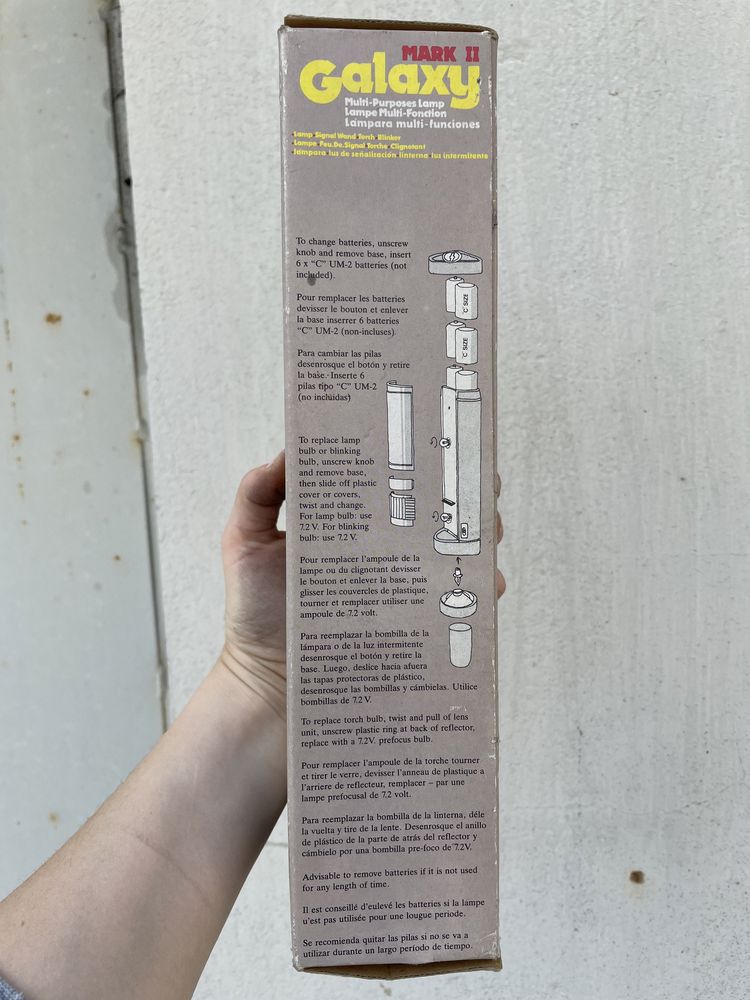 MARK II
Galaxy
Multi-Purposes Lamp
Lampe Multi-Fonction
Lámpara multi-funciones
·Lamp·Signal Wand·Torch·Blinker
·Lampe·Feu.De.Signal·Torche·Clignotant
·lámpara·lus de señalisación·linterna·lus intermitente
To change batteries, unscrew
knob and remove base, insert
6 x "C" UM-2 batteries (not
included).
Pour remplacer les batteries
devisser le bouton et enlever
la base inserrer 6 batteries
"C" UM-2 (non-incluses).
Para cambiar las pilas
desenrosque el botón y retire
la base. Inserte 6
pilas tipo "C" UM-2
(no inclúidas)
"C" SIZE
"C" SIZE
To replace lamp
bulb or blinking
bulb, unscrew knob
and remove base,
then slide off plastic
cover or covers,
twist and change.
For lamp bulb: use
7.2 V. For blinking
bulb: use 7.2 V.
Pour remplacer l'ampoule de la
lampe ou du clignotant devisser
le bouton et enlever la base, puis
glisser les couvercles de plastique,
tourner et remplacer utiliser une
ampoule de 7.2 volt.
Para reemplazar la bombilla de la
lámpara o de la luz intermitente
desenrosque el botón y retire la
base. Luego, deslice hacia afuera
las tapas protectoras de plástico,
desenrosque las bombillas y cámbielas. Utilice
bombillas de 7.2 V.
To replace torch bulb, twist and pull of lens
unit, unscrew plastic ring at back of reflector,
replace with a 7.2V. prefocus bulb.
Pour remplacer l'ampoule de la torche tourner
et tirer le verre, devisser l'anneau de plastique a
l'arriere de reflecteur, remplacer – par une
lampe prefocusal de 7.2 volt.
Para reemplazar la bombilla de la linterna, déle
la vuelta y tire de la lente. Desenrosque el anillo
de plástico de la parte de atrás del reflector y
cámbielo por una bombilla pre-foco de 7.2V.
Advisable to remove batteries if it is not used
for any length of time.
Il est conseillé d'eulevé les batteries si la lampe
u'est pas utilisée pour une lougue periode.
Se recomienda quitar las pilas si no se va a
utilizar durante un largo período de tiempo.